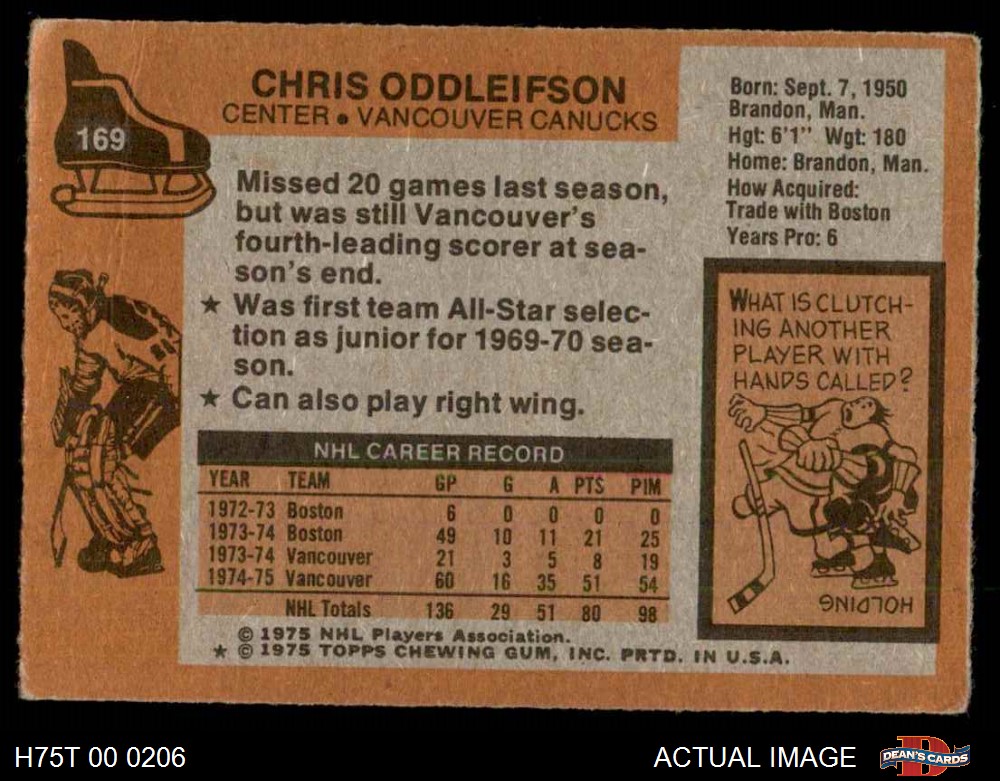 169
CHRIS ODDLEIFSON
CENTER • VANCOUVER CANUCKS
Missed 20 games last season,
but was still Vancouver's
fourth-leading scorer at sea-
son's end.
★ Was first team All-Star selec-
tion as junior for 1969-70 sea-
son.
★ Can also play right wing.
Born: Sept. 7, 1950
Brandon, Man.
Hgt: 6'1" Wgt: 180
Home: Brandon, Man.
How Acquired:
Trade with Boston
Years Pro: 6
WHAT IS CLUTCH-
ING ANOTHER
PLAYER WITH
HANDS CALLED?
HOLDING
NHL CAREER RECORD
YEAR TEAM GP G A PTS PIM
1972-73 Boston 6 0 0 0 0
1973-74 Boston 49 10 11 21 25
1973-74 Vancouver 21 3 5 8 19
1974-75 Vancouver 60 16 35 51 54
NHL Totals 136 29 51 80 98
© 1975 NHL Players Association.
★ © 1975 TOPPS CHEWING GUM, INC. PRTD. IN U.S.A.
H75T 00 0206
ACTUAL IMAGE
D
DEAN'S CARDS